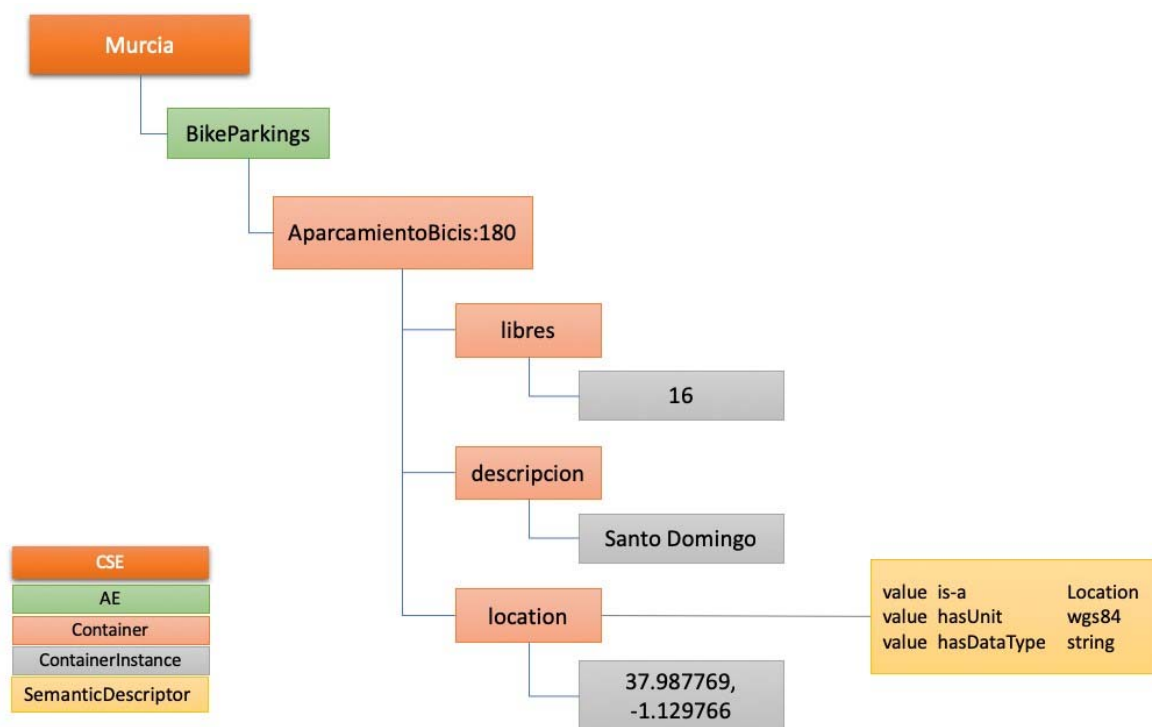 Murcia
BikeParkings
AparcamientoBicis:180
libres
16
descripcion
Santo Domingo
location
37.987769,
-1.129766
value is-a Location
value hasUnit wgs84
value hasDataType string
CSE
AE
Container
ContainerInstance
SemanticDescriptor